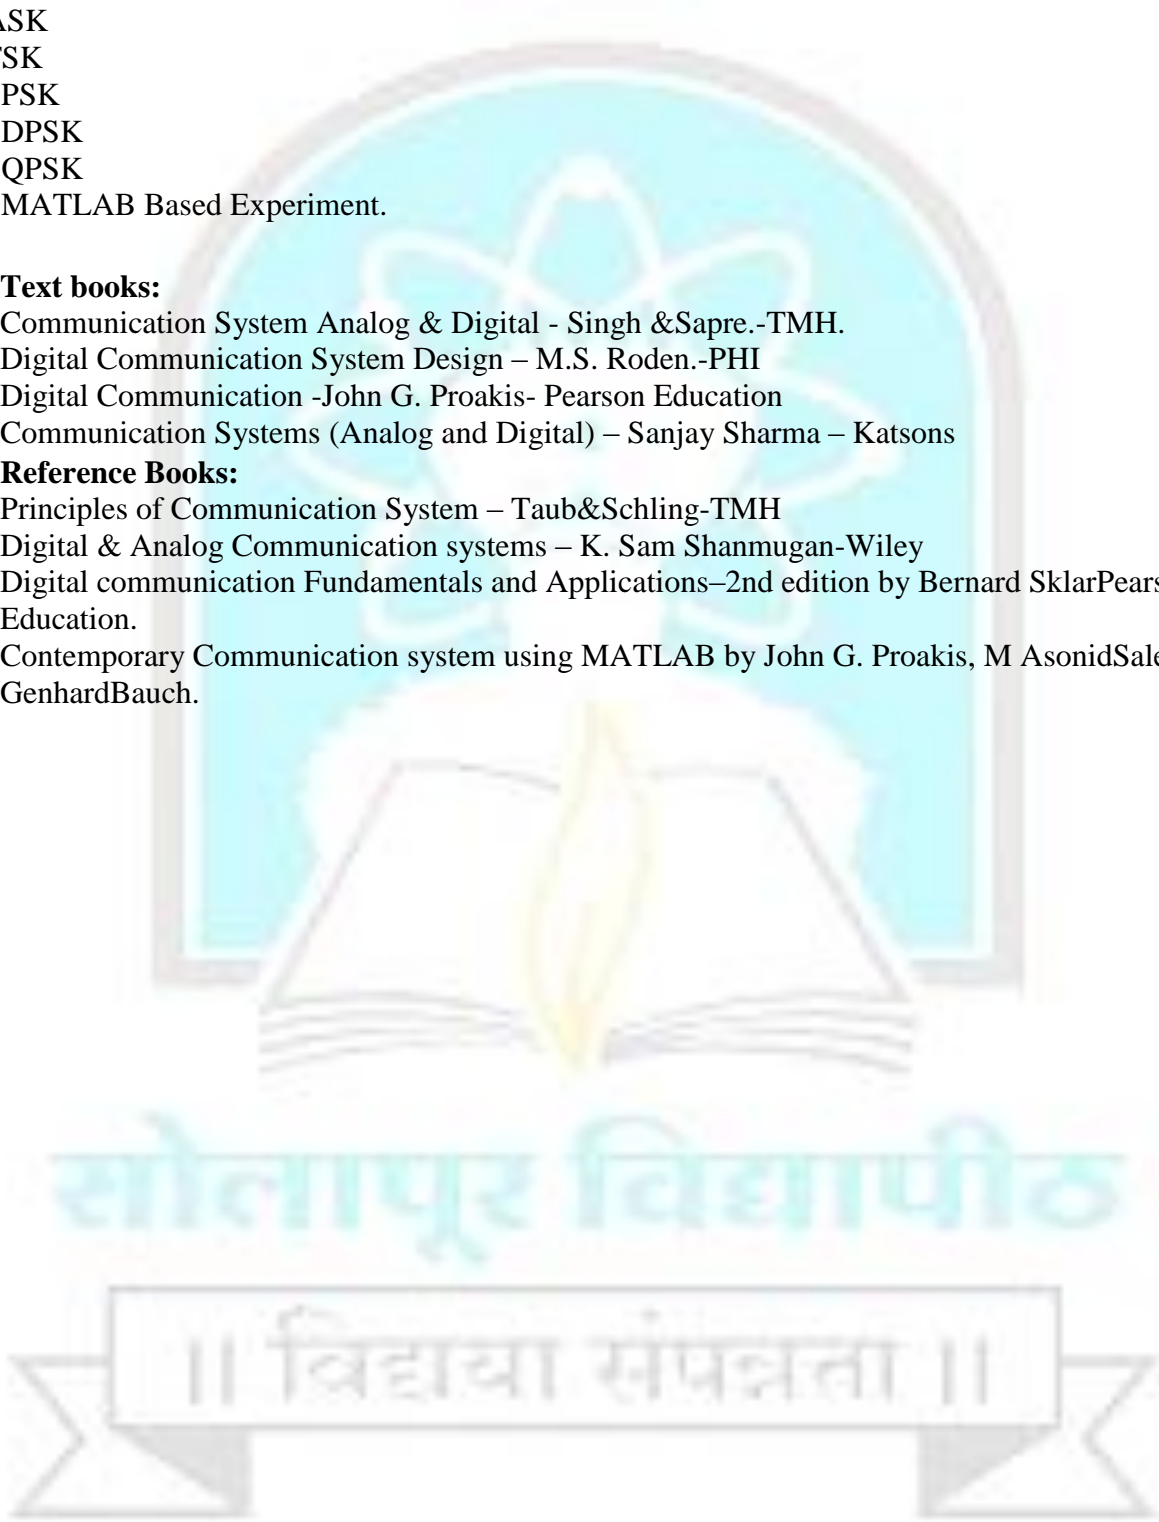 ASK
FSK
PSK
DPSK
QPSK
MATLAB Based Experiment.
Text books:
Communication System Analog & Digital - Singh &Sapre.-TMH.
Digital Communication System Design – M.S. Roden.-PHI
Digital Communication -John G. Proakis- Pearson Education
Communication Systems (Analog and Digital) – Sanjay Sharma – Katsons
Reference Books:
Principles of Communication System – Taub&Schling-TMH
Digital & Analog Communication systems – K. Sam Shanmugan-Wiley
Digital communication Fundamentals and Applications–2nd edition by Bernard SklarPears
Education.
Contemporary Communication system using MATLAB by John G. Proakis, M AsonidSale
GenhardBauch.
सोलापूर विद्यापीठ
|| विद्यया संपन्नता ||